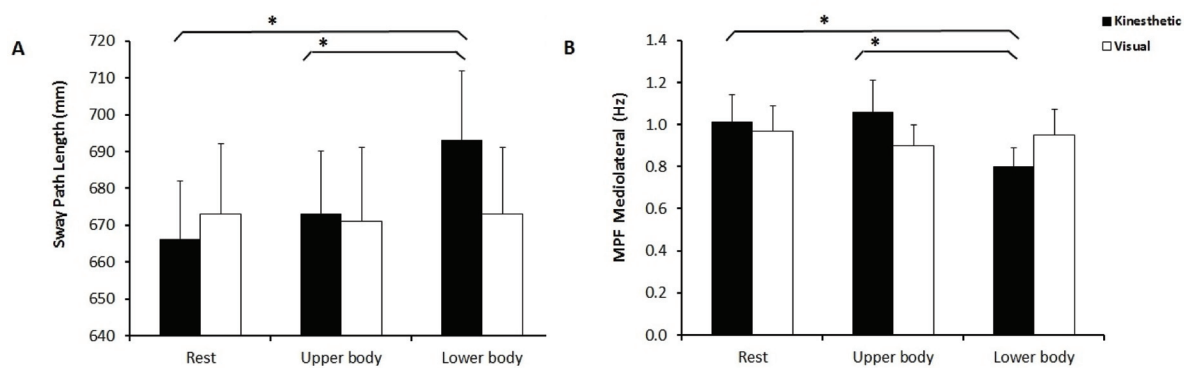 A
*
*
Sway Path Length (mm)
720
710
700
690
680
670
660
650
640
Rest
Upper body
Lower body
B
*
*
MPF Mediolateral (Hz)
1.4
1.2
1.0
0.8
0.6
0.4
0.2
0.0
Rest
Upper body
Lower body
Kinesthetic
Visual